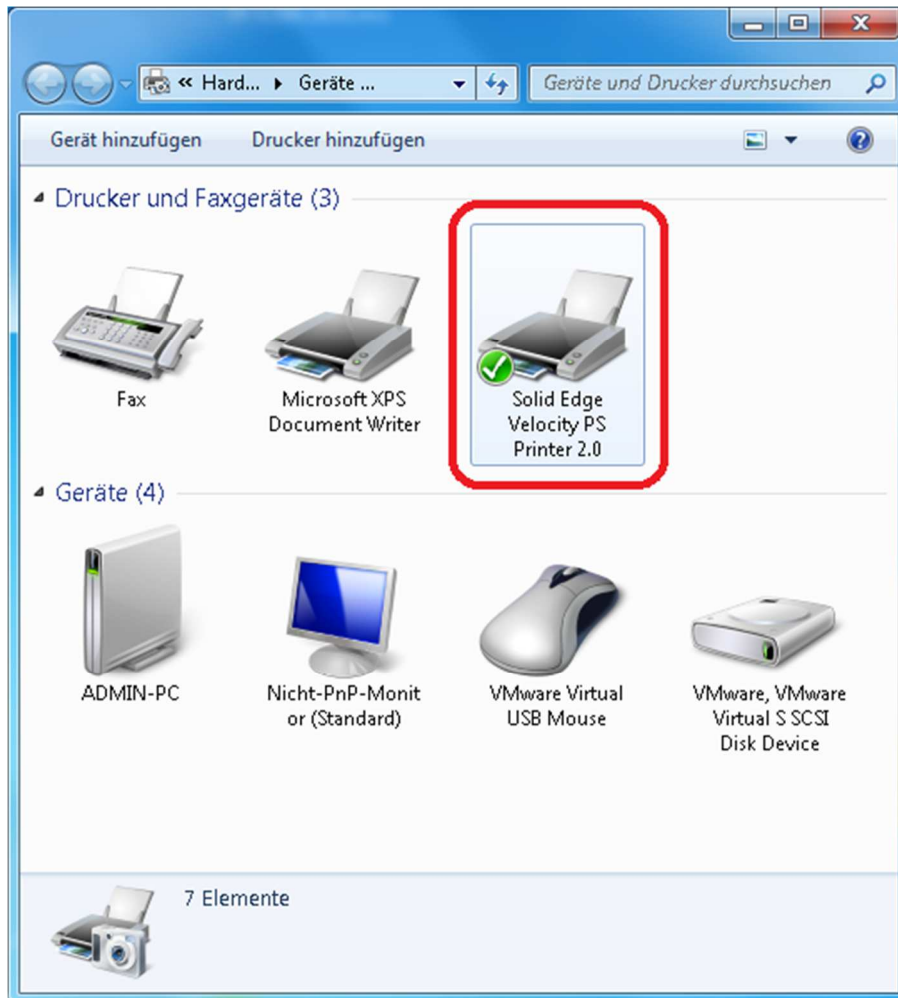 « Hard... ▸ Geräte ...
Geräte und Drucker durchsuchen
Gerät hinzufügen Drucker hinzufügen
Drucker und Faxgeräte (3)
Fax
Microsoft XPS
Document Writer
Solid Edge
Velocity PS
Printer 2.0
Geräte (4)
ADMIN-PC
Nicht-PnP-Monit
or (Standard)
VMware Virtual
USB Mouse
VMware, VMware
Virtual S SCSI
Disk Device
7 Elemente